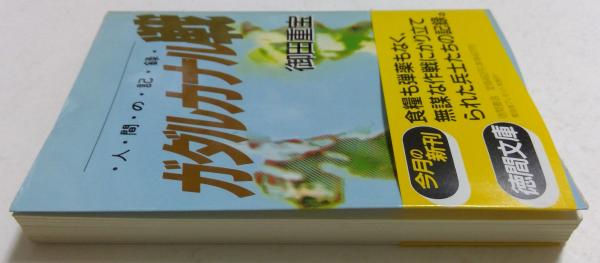 ・人・間・の・記・録・
ガダルカナル戦
御田重宝
食糧も弾薬もなく、
無謀な作戦にかり立て
られた兵士たちの記録。
今月の
新刊
徳間文庫